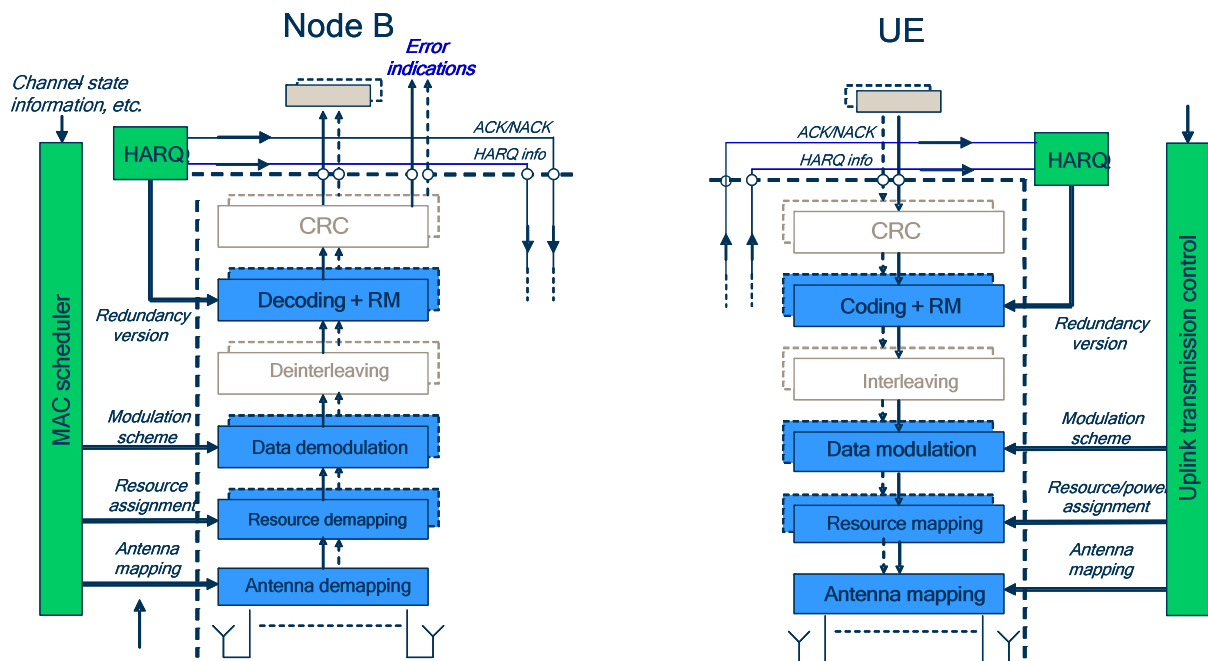 Node B
UE
Error
indications
Channel state
information, etc.
HARQ
ACK/NACK
HARQ info
CRC
Decoding + RM
Redundancy
version
Deinterleaving
MAC scheduler
Modulation
scheme
Data demodulation
Resource
assignment
Resource demapping
Antenna
mapping
Antenna demapping
ACK/NACK
HARQ info
HARQ
CRC
Coding + RM
Redundancy
version
Interleaving
Uplink transmission control
Modulation
scheme
Data modulation
Resource/power
assignment
Resource mapping
Antenna
mapping
Antenna mapping